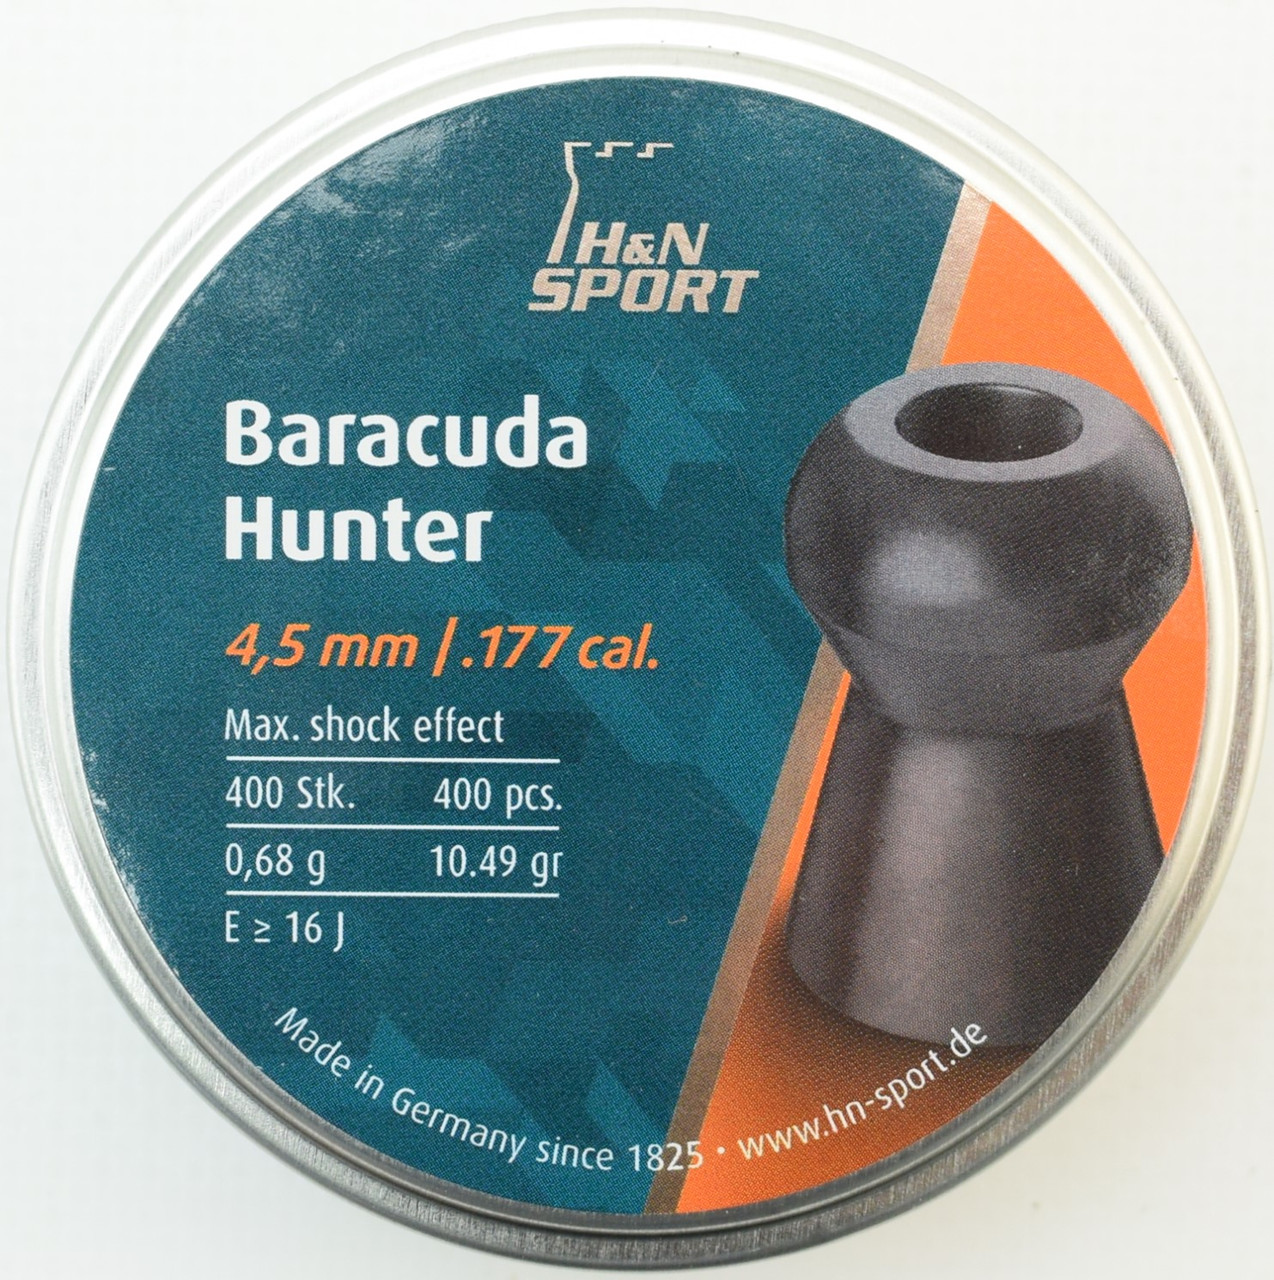 H&N
SPORT
Baracuda
Hunter
4,5 mm / .177 cal.
Max. shock effect
400 Stk. 400 pcs.
0,68 g 10.49 gr
E ≥ 16 J
Made in Germany since 1825 • www.hn-sport.de